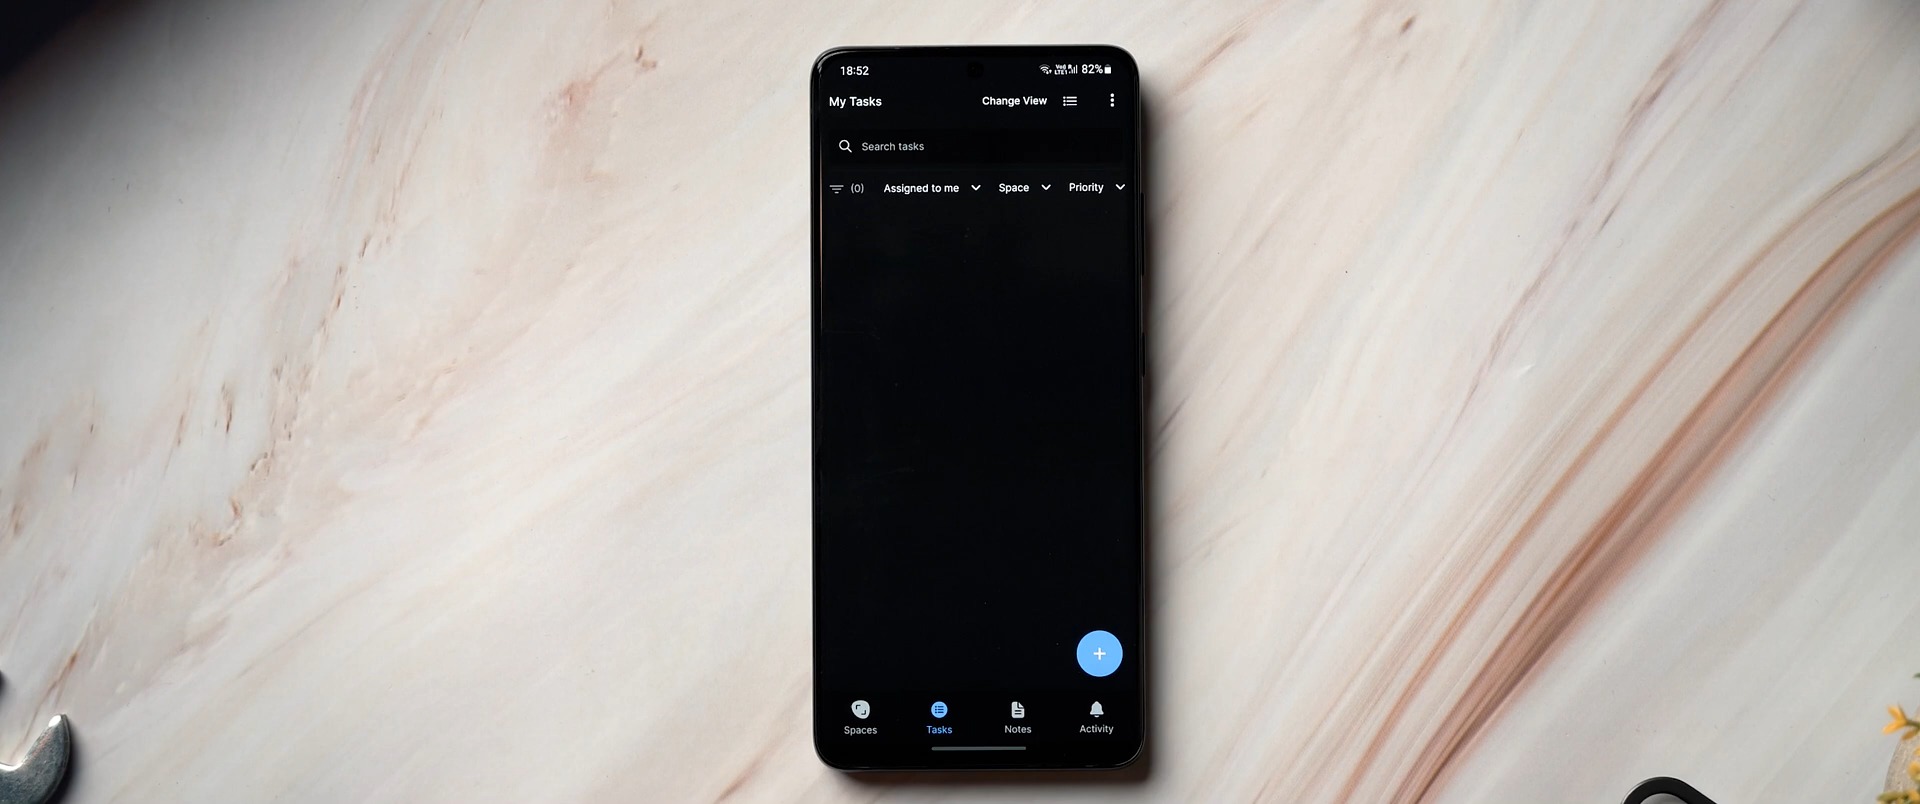 18:52 82%
My Tasks Change View
Search tasks
(0) Assigned to me Space Priority
+
Spaces Tasks Notes Activity